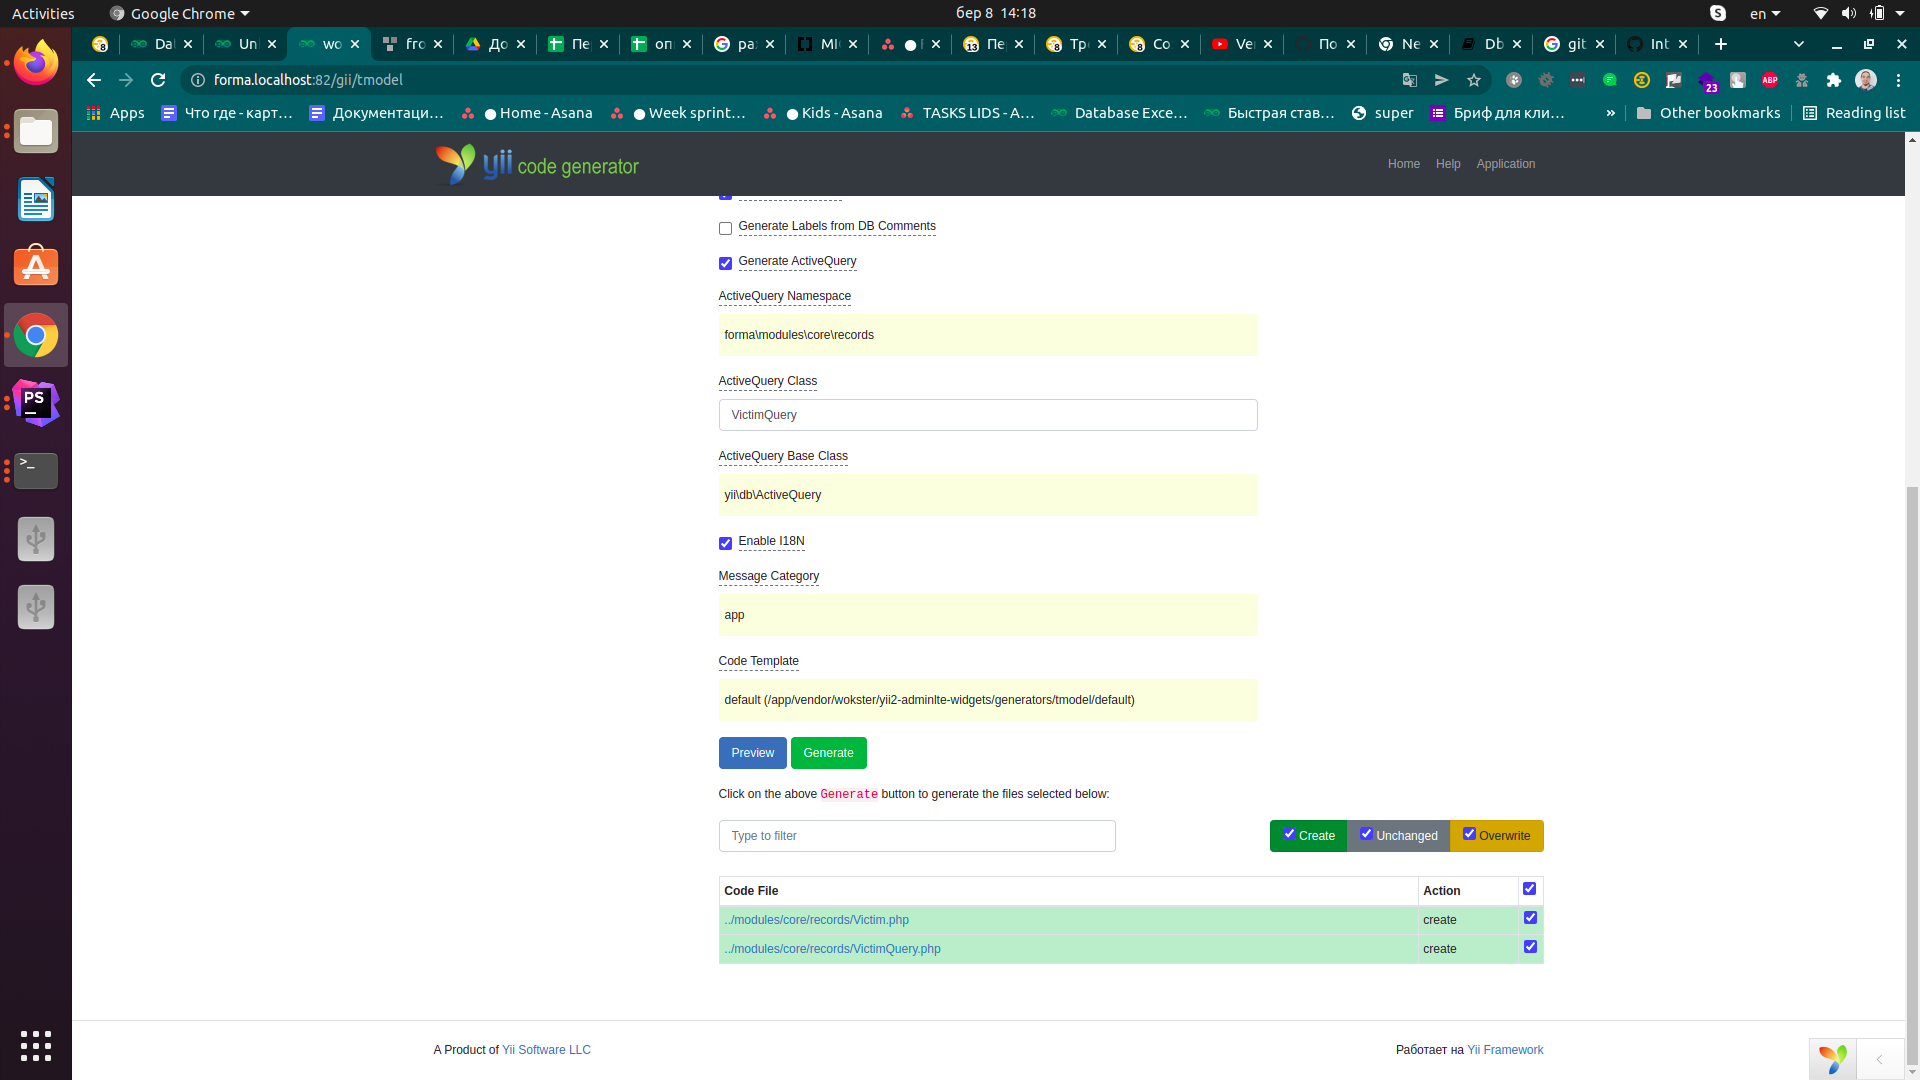 Activities
Google Chrome
бер 8 14:18
en
Da
Un
wo
fro
До
Пе
on
pa
MI
Пе
Тр
Co
Ve
По
Ne
Db
git
Int
forma.localhost:82/gii/tmodel
23
ABP
Apps
Что где - карт...
Документаци...
Home - Asana
Week sprint...
Kids - Asana
TASKS LIDS - A...
Database Exce...
Быстрая став...
super
Бриф для кли...
»
Other bookmarks
Reading list
yii code generator
Home
Help
Application
Generate Labels from DB Comments
Generate ActiveQuery
ActiveQuery Namespace
forma\modules\core\records
ActiveQuery Class
VictimQuery
ActiveQuery Base Class
yii\db\ActiveQuery
Enable I18N
Message Category
app
Code Template
default (/app/vendor/wokster/yii2-adminlte-widgets/generators/tmodel/default)
Preview
Generate
Click on the above Generate button to generate the files selected below:
Type to filter
Create
Unchanged
Overwrite
Code File
Action
../modules/core/records/Victim.php
create
../modules/core/records/VictimQuery.php
create
A Product of Yii Software LLC
Работает на Yii Framework